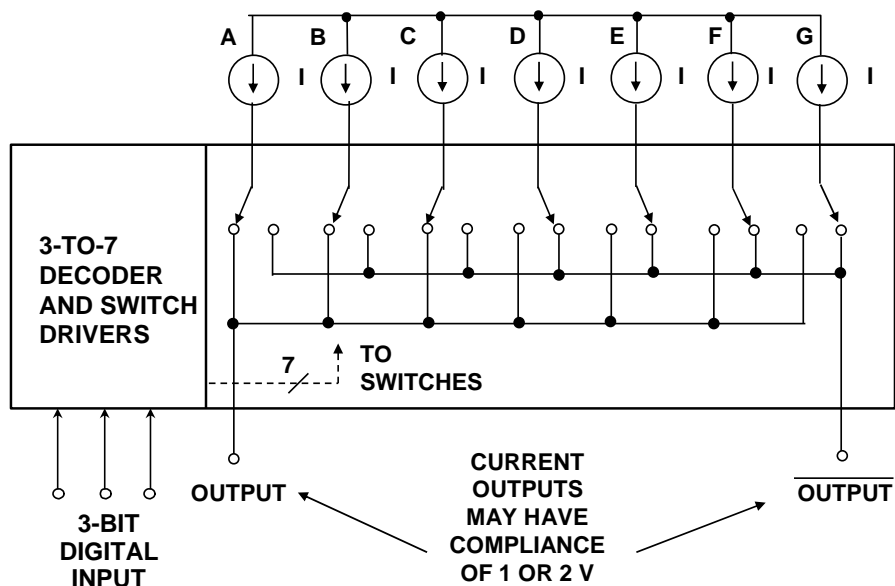 A B C D E F G
I I I I I I I
3-TO-7
DECODER
AND SWITCH
DRIVERS
7
TO
SWITCHES
OUTPUT
CURRENT
OUTPUTS
MAY HAVE
COMPLIANCE
OF 1 OR 2 V
OUTPUT
3-BIT
DIGITAL
INPUT